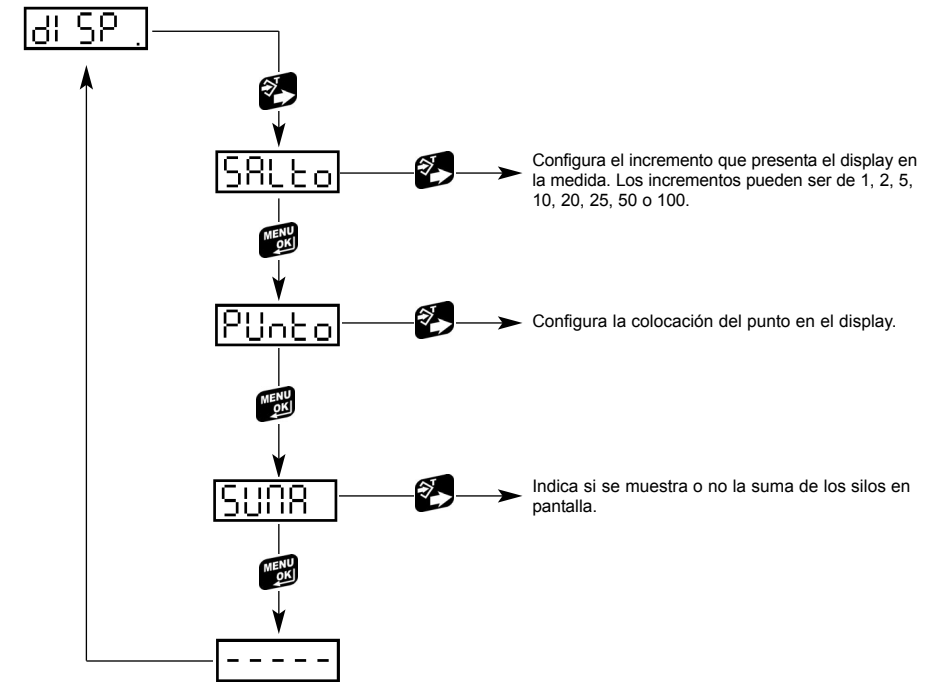 dISP.
SALto
Configura el incremento que presenta el display en
la medida. Los incrementos pueden ser de 1, 2, 5,
10, 20, 25, 50 o 100.
MENU
OK
PUnto
Configura la colocación del punto en el display.
MENU
OK
SUMA
Indica si se muestra o no la suma de los silos en
pantalla.
MENU
OK
- - - - -